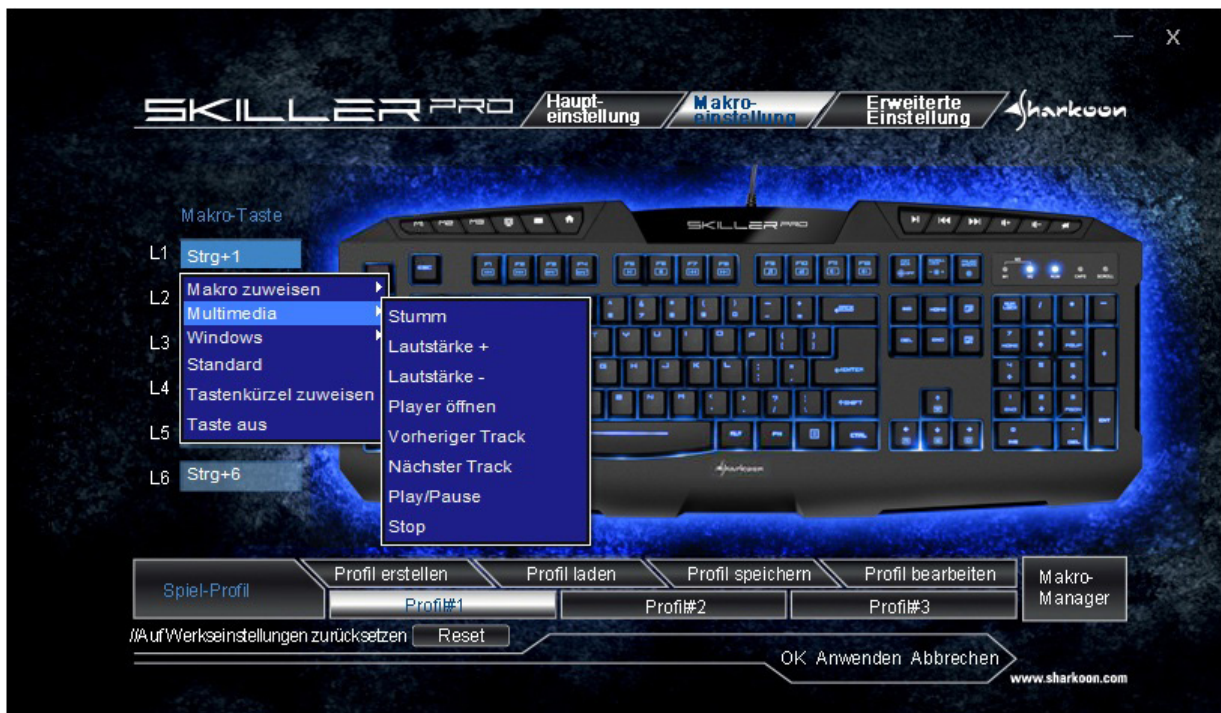 X
SKILLER PRO
Haupt-
einstellung
Makro-
einstellung
Erweiterte
Einstellung
Sharkoon
Makro-Taste
SKILLER PRO
L1 Strg+1
Makro zuweisen
L2
Multimedia
Stumm
L3
Windows
Lautstärke +
Standard
Lautstärke -
L4
Tastenkürzel zuweisen
Player öffnen
L5
Taste aus
Vorheriger Track
L6 Strg+6
Nächster Track
Play/Pause
Stop
Sharkoon
Spiel-Profil
Profil erstellen
Profil laden
Profil speichern
Profil bearbeiten
Makro-
Manager
Profil#1
Profil#2
Profil#3
//Auf Werkseinstellungen zurücksetzen Reset
OK Anwenden Abbrechen
www.sharkoon.com